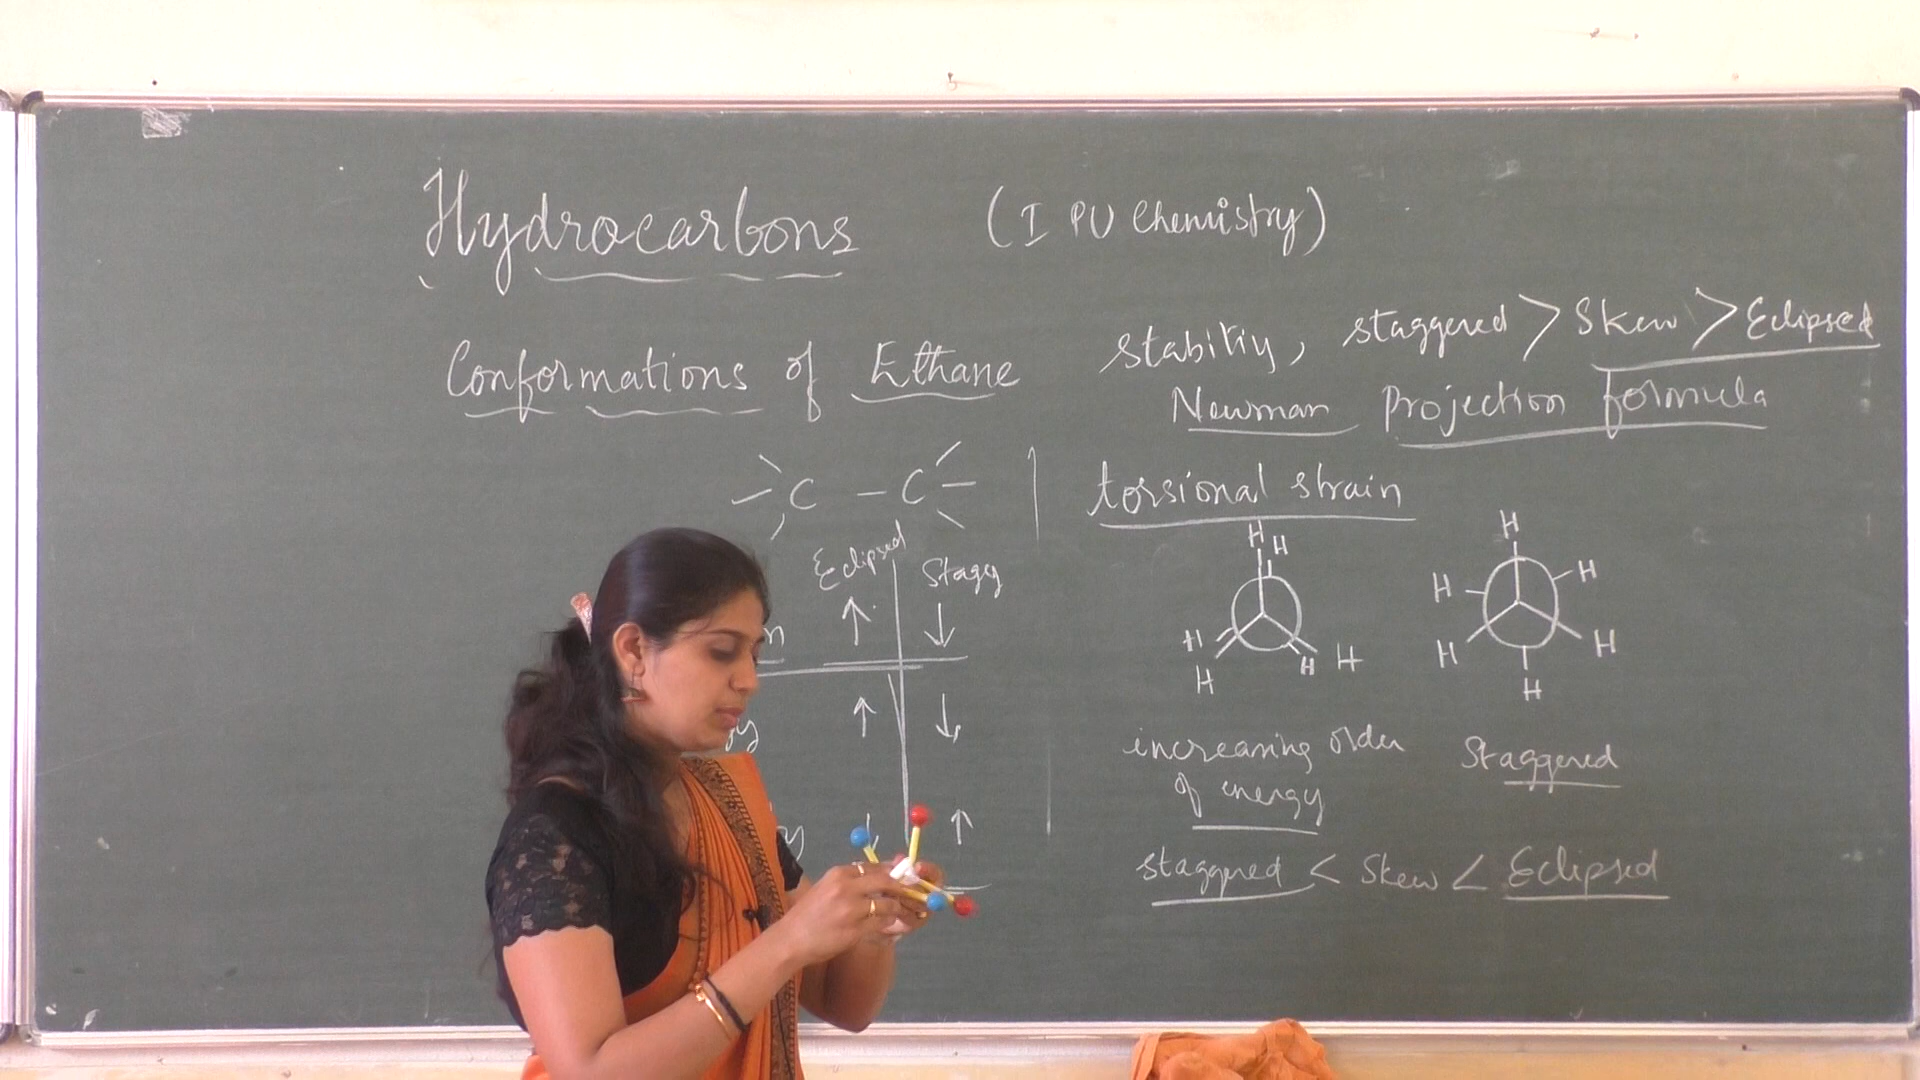 Hydrocarbons (I PU Chemistry)
Conformations of Ethane
stability, staggered > Skew > Eclipsed
Newman Projection formula
C - C
torsional strain
Eclipsed Stagg
↑ ↓
↑ ↓
↑
H H
H H
H H
H
H H
H H
H
increasing order
of energy
Staggered
staggered < Skew < Eclipsed